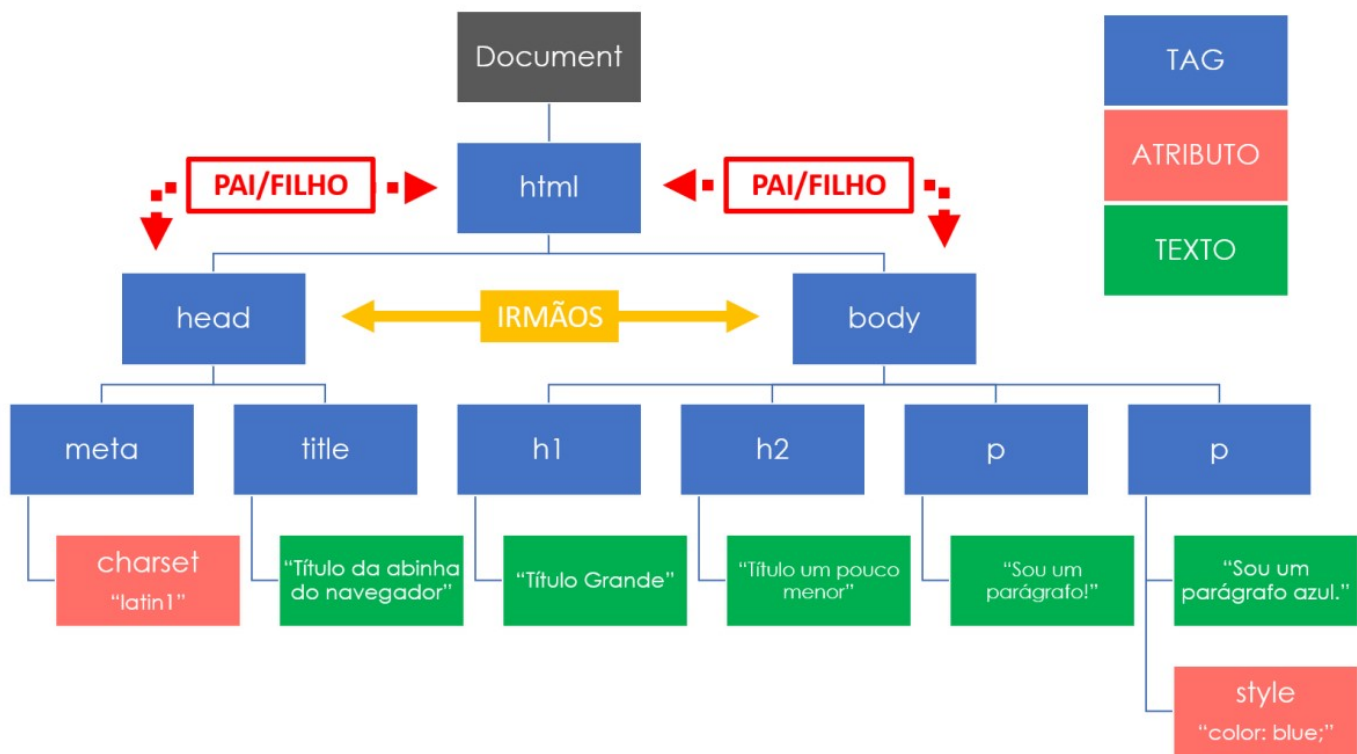 Document
TAG
PAI/FILHO
html
PAI/FILHO
ATRIBUTO
TEXTO
head
IRMÃOS
body
meta
title
h1
h2
p
p
charset
"latin1"
“Título da abinha
do navegador”
“Título Grande”
“Título um pouco
menor”
“Sou um
parágrafo!”
“Sou um
parágrafo azul.”
style
“color: blue;”